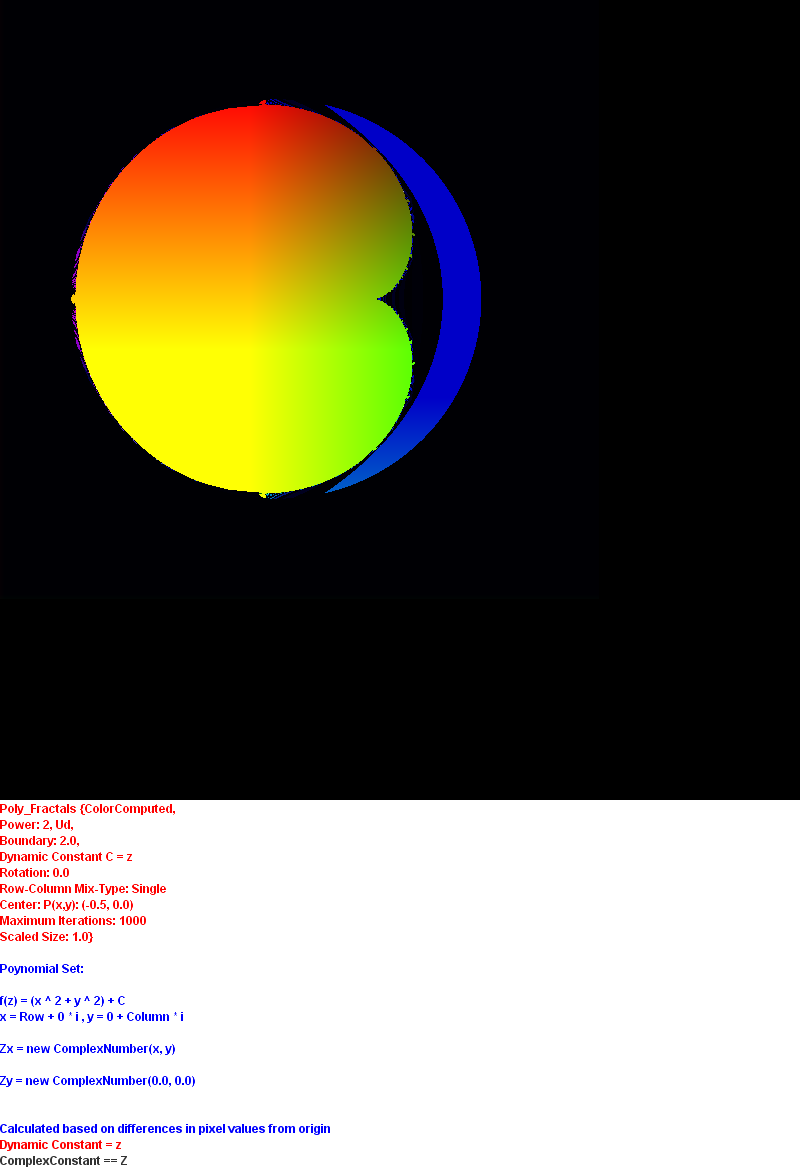 Poly_Fractals {ColorComputed,
Power: 2, Ud,
Boundary: 2.0,
Dynamic Constant C = z
Rotation: 0.0
Row-Column Mix-Type: Single
Center: P(x,y): (-0.5, 0.0)
Maximum Iterations: 1000
Scaled Size: 1.0}
Poynomial Set:
f(z) = (x ^ 2 + y ^ 2) + C
x = Row + 0 * i , y = 0 + Column * i
Zx = new ComplexNumber(x, y)
Zy = new ComplexNumber(0.0, 0.0)
Calculated based on differences in pixel values from origin
Dynamic Constant = z
ComplexConstant == Z